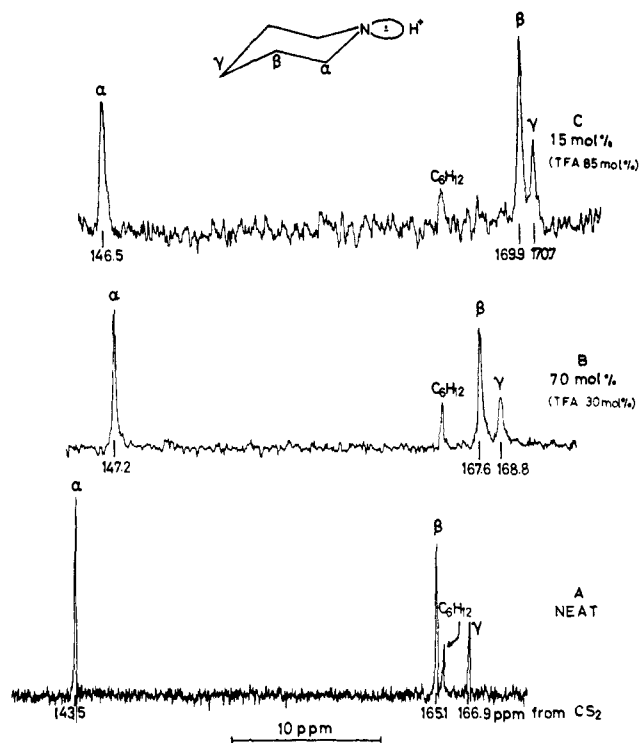 N ± H⁺
γ
β
α
α
C₆H₁₂
β
γ
C
15 mol%
(TFA 85 mol%)
146.5
169.9 170.7
α
C₆H₁₂
β
γ
B
70 mol%
(TFA 30 mol%)
147.2
167.6 168.8
α
β
C₆H₁₂
γ
A
NEAT
143.5
165.1 166.9 ppm from CS₂
10 ppm